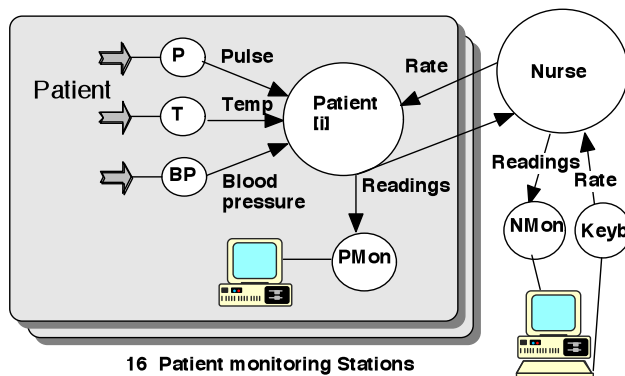 P
Pulse
Patient
T
Temp
BP
Blood
pressure
Patient
[i]
Rate
Nurse
Readings
PMon
Readings
Rate
NMon
Keyb
16 Patient monitoring Stations